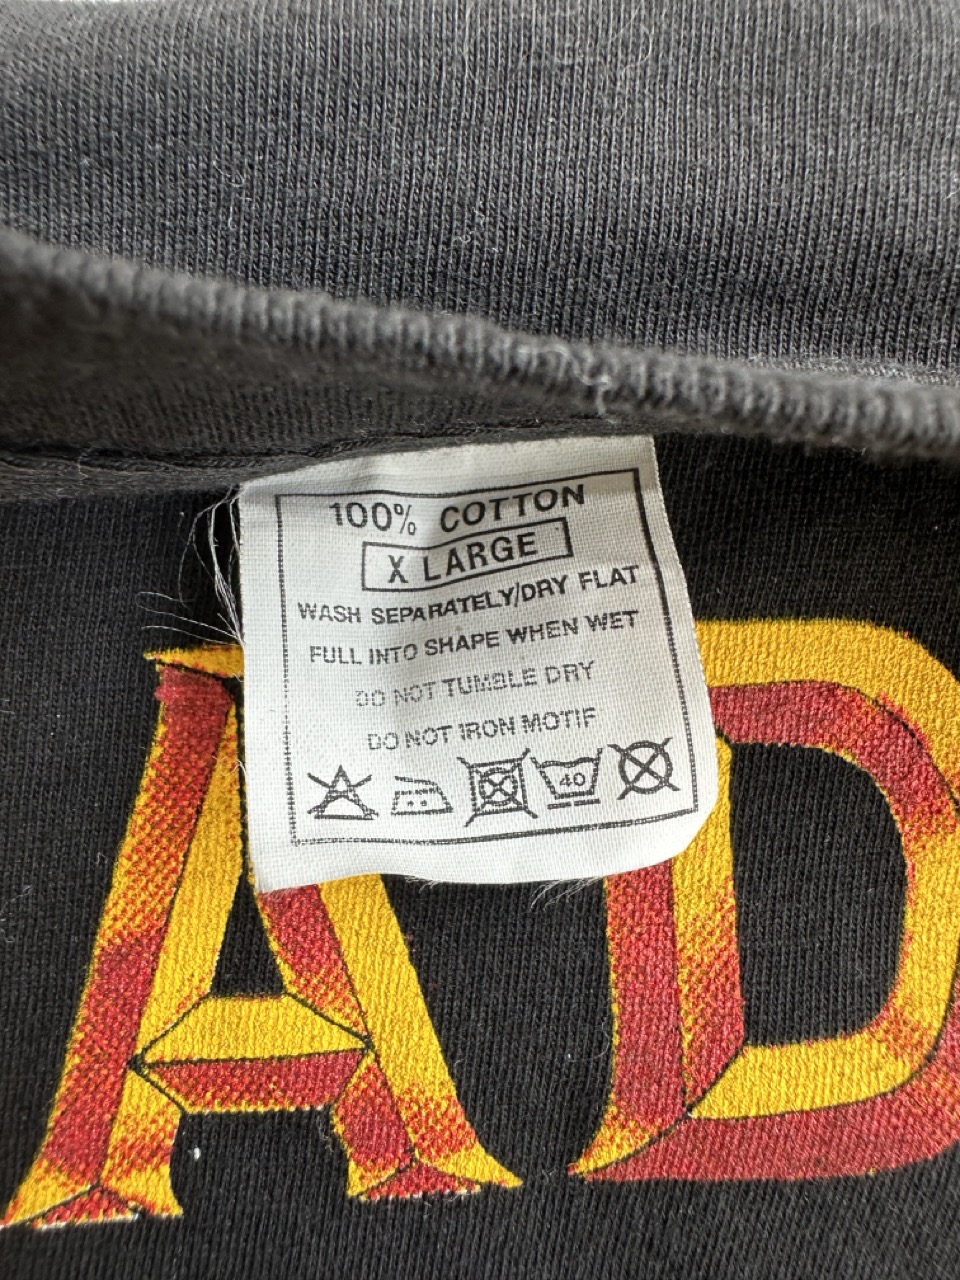 100% COTTON
X LARGE
WASH SEPARATELY/DRY FLAT
FULL INTO SHAPE WHEN WET
DO NOT TUMBLE DRY
DO NOT IRON MOTIF
40
AD